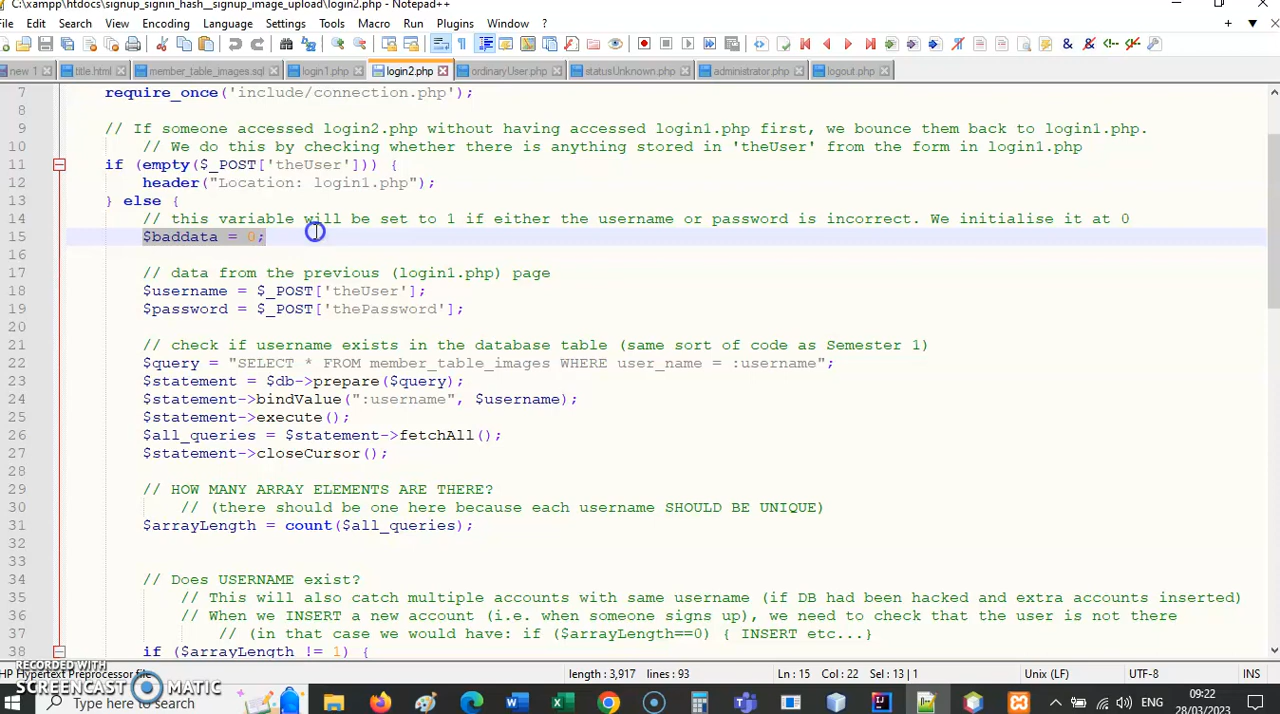 C:\xampp\htdocs\signup_signin_hash__signup_image_upload\login2.php - Notepad++
File Edit Search View Encoding Language Settings Tools Macro Run Plugins Window ?
new 1 title.html member_table_images.sql login1.php login2.php ordinaryUser.php statusUnknown.php administrator.php logout.php
7 require_once('include/connection.php');
8
9 // If someone accessed login2.php without having accessed login1.php first, we bounce them back to login1.php.
10 // We do this by checking whether there is anything stored in 'theUser' from the form in login1.php
11 if (empty($_POST['theUser'])) {
12 header("Location: login1.php");
13 } else {
14 // this variable will be set to 1 if either the username or password is incorrect. We initialise it at 0
15 $baddata = 0;
16
17 // data from the previous (login1.php) page
18 $username = $_POST['theUser'];
19 $password = $_POST['thePassword'];
20
21 // check if username exists in the database table (same sort of code as Semester 1)
22 $query = "SELECT * FROM member_table_images WHERE user_name = :username";
23 $statement = $db->prepare($query);
24 $statement->bindValue(":username", $username);
25 $statement->execute();
26 $all_queries = $statement->fetchAll();
27 $statement->closeCursor();
28
29 // HOW MANY ARRAY ELEMENTS ARE THERE?
30 // (there should be one here because each username SHOULD BE UNIQUE)
31 $arrayLength = count($all_queries);
32
33
34 // Does USERNAME exist?
35 // This will also catch multiple accounts with same username (if DB had been hacked and extra accounts inserted)
36 // When we INSERT a new account (i.e. when someone signs up), we need to check that the user is not there
37 // (in that case we would have: if ($arrayLength==0) { INSERT etc...}
38 if ($arrayLength != 1) {
RECORDED WITH
SCREENCAST MATIC
HP Hypertext Preprocessor file length : 3,917 lines : 93 Ln : 15 Col : 22 Sel : 13 | 1 Unix (LF) UTF-8 INS
Type here to search
ENG
09:22
28/03/2023